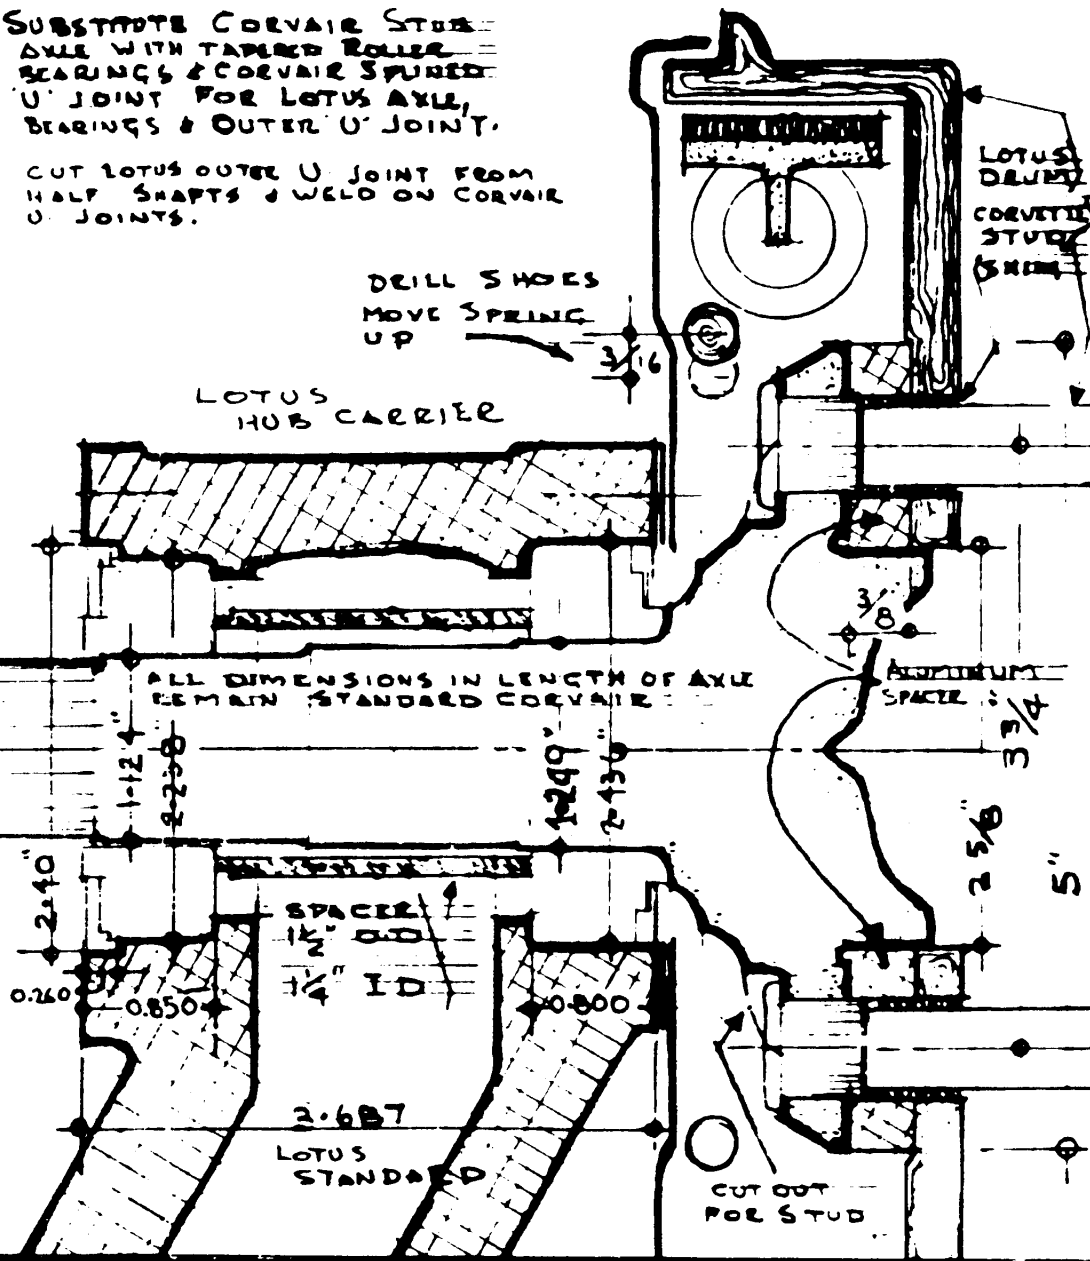 SUBSTITUTE CORVAIR STUB
AXLE WITH TAPERED ROLLER
BEARINGS & CORVAIR SPLINED
'U' JOINT FOR LOTUS AXLE,
BEARINGS & OUTER 'U' JOINT.
CUT LOTUS OUTER U JOINT FROM
HALF SHAFTS & WELD ON CORVAIR
U JOINTS.
LOTUS
DRUM
CORVETTE
STUD
DRILL SHOES
MOVE SPRING
UP
3/16
LOTUS
HUB CARRIER
3/8
ALUMINUM
SPACER
ALL DIMENSIONS IN LENGTH OF AXLE
REMAIN STANDARD CORVAIR
3 3/4"
1.124"
2.238"
1.249"
2.436"
2.40"
2 5/8"
5"
SPACER
1 1/2" OD
1 1/4" ID
0.260
0.850
0.800
2.687
LOTUS
STANDARD
CUT OUT
FOR STUD